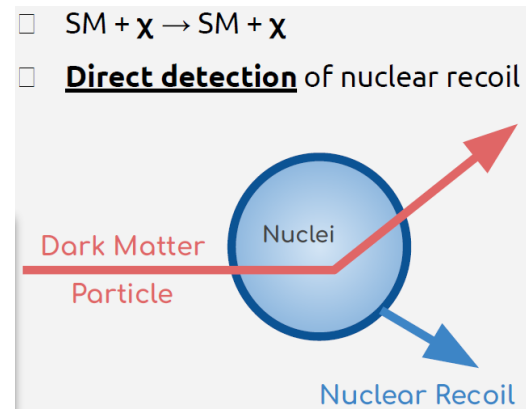 SM + χ → SM + χ
Direct detection of nuclear recoil
Nuclei
Dark Matter
Particle
Nuclear Recoil